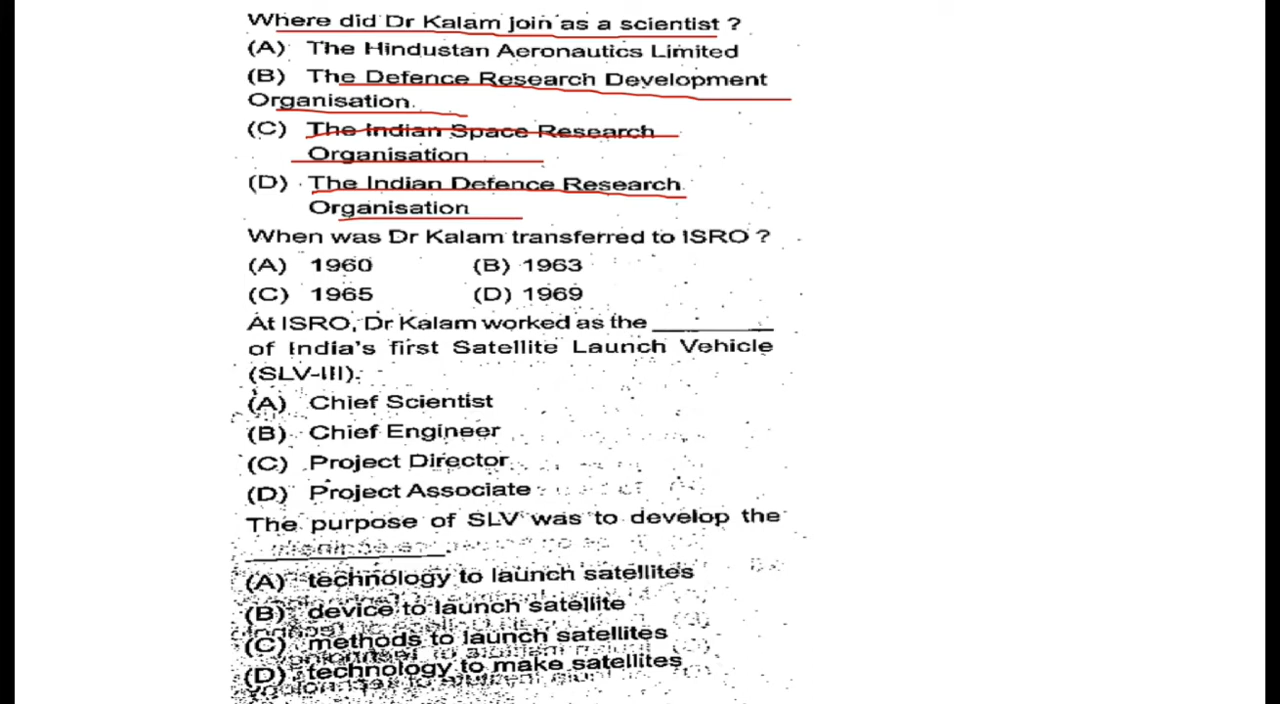 Where did Dr Kalam join as a scientist ?
(A) The Hindustan Aeronautics Limited
(B) The Defence Research Development
Organisation.
(C) The Indian Space Research
Organisation
(D) The Indian Defence Research
Organisation
When was Dr Kalam transferred to ISRO ?
(A) 1960 (B) 1963
(C) 1965 (D) 1969
At ISRO, Dr Kalam worked as the __________
of India's first Satellite Launch Vehicle
(SLV-III).
(A) Chief Scientist
(B) Chief Engineer
(C) Project Director
(D) Project Associate
The purpose of SLV was to develop the
________________.
(A) technology to launch satellites
(B) device to launch satellite
(C) methods to launch satellites
(D) technology to make satellites